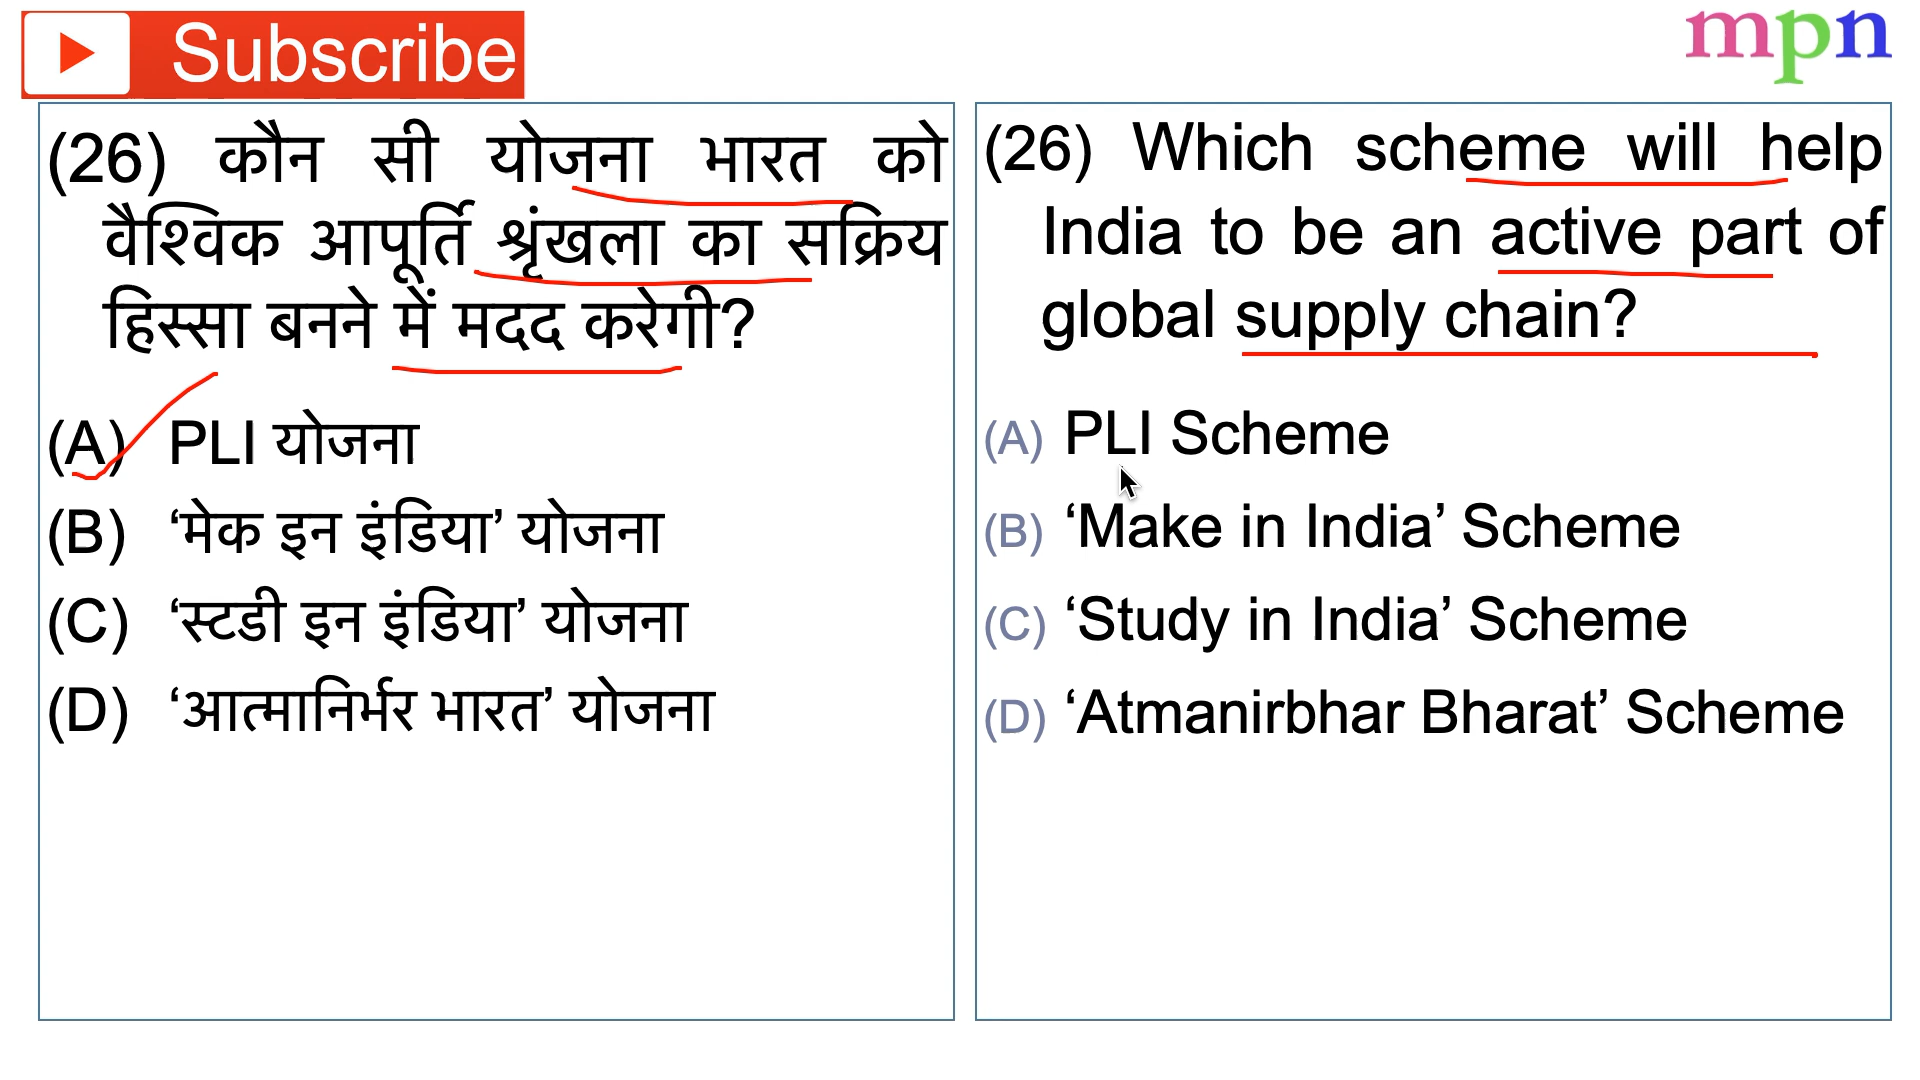 Subscribe
mpn
(26) कौन सी योजना भारत को
वैश्विक आपूर्ति श्रृंखला का सक्रिय
हिस्सा बनने में मदद करेगी?
(A) PLI योजना
(B) ‘मेक इन इंडिया’ योजना
(C) ‘स्टडी इन इंडिया’ योजना
(D) ‘आत्मानिर्भर भारत’ योजना
(26) Which scheme will help
India to be an active part of
global supply chain?
(A) PLI Scheme
(B) ‘Make in India’ Scheme
(C) ‘Study in India’ Scheme
(D) ‘Atmanirbhar Bharat’ Scheme